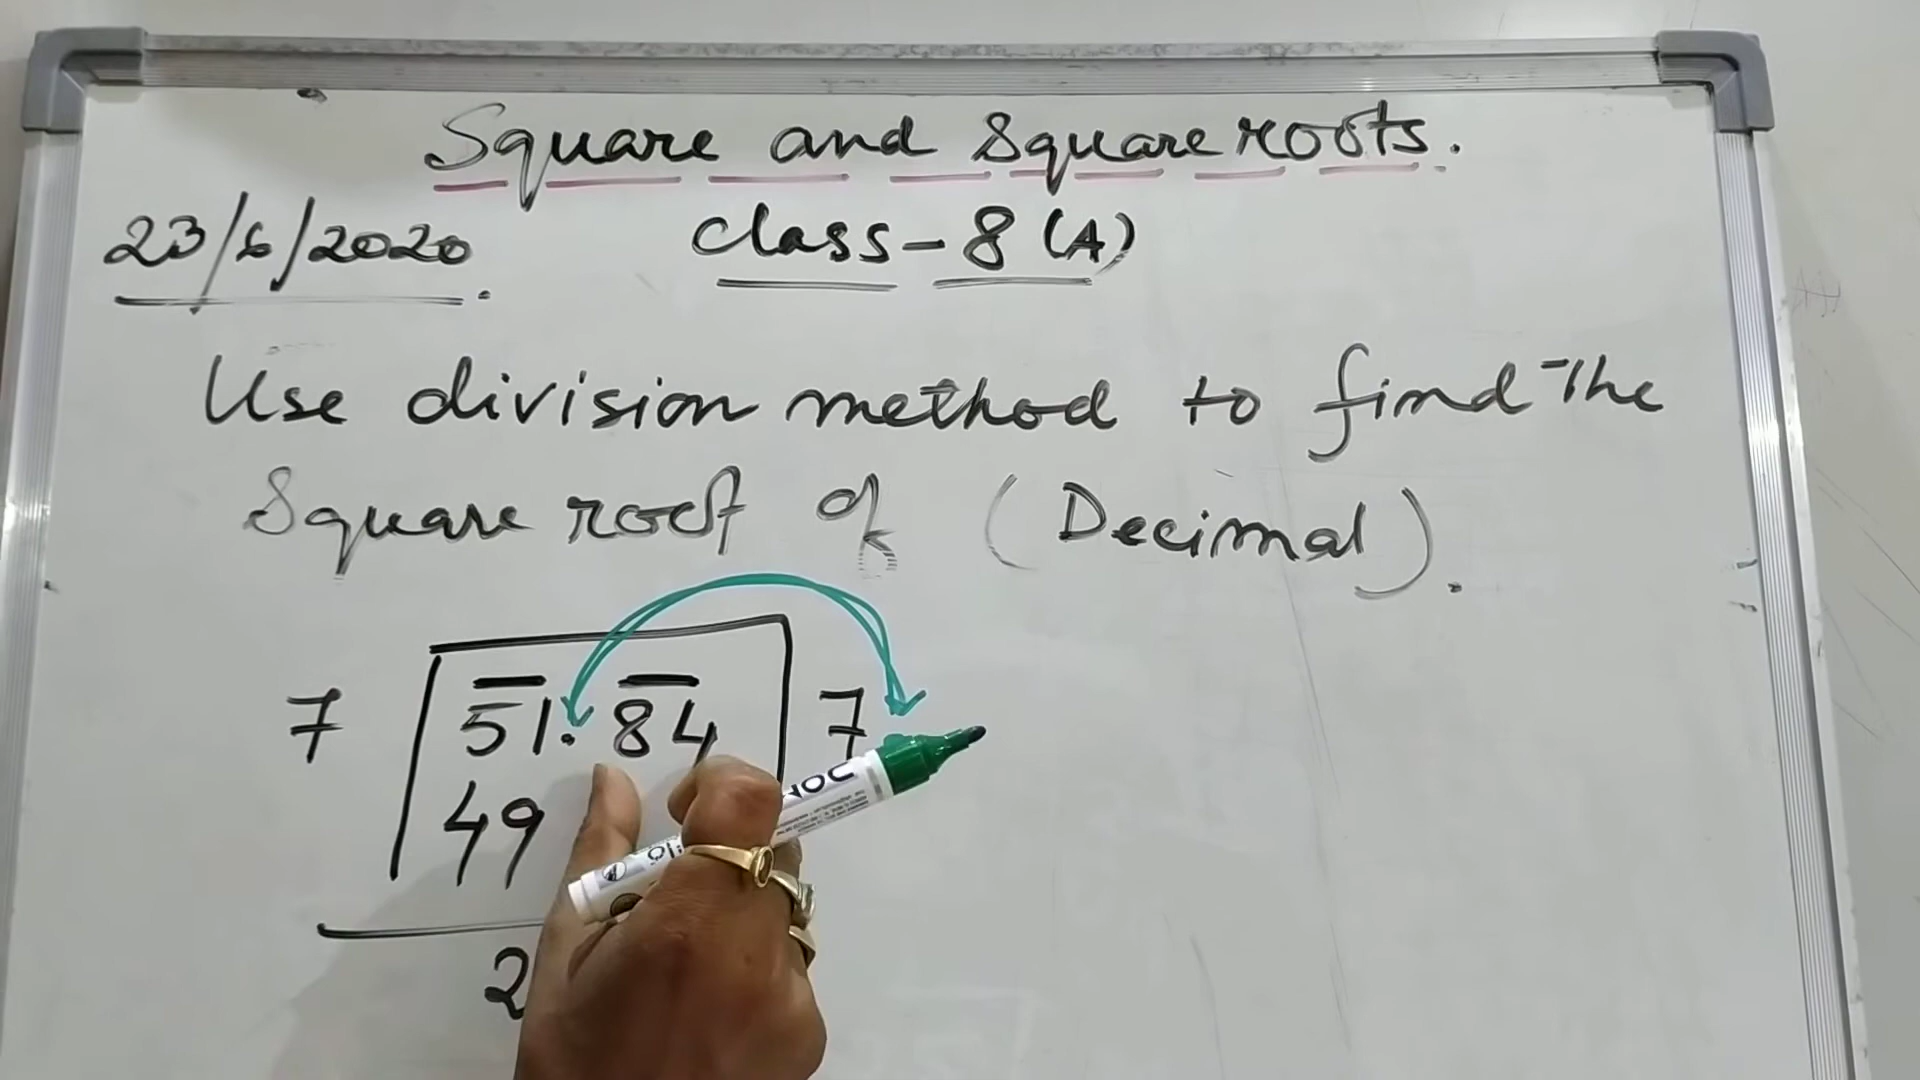 Square and Square roots.
23/6/2020. Class-8 (A)
Use division method to find the
Square root of (Decimal).
7 51.84 7
49
2